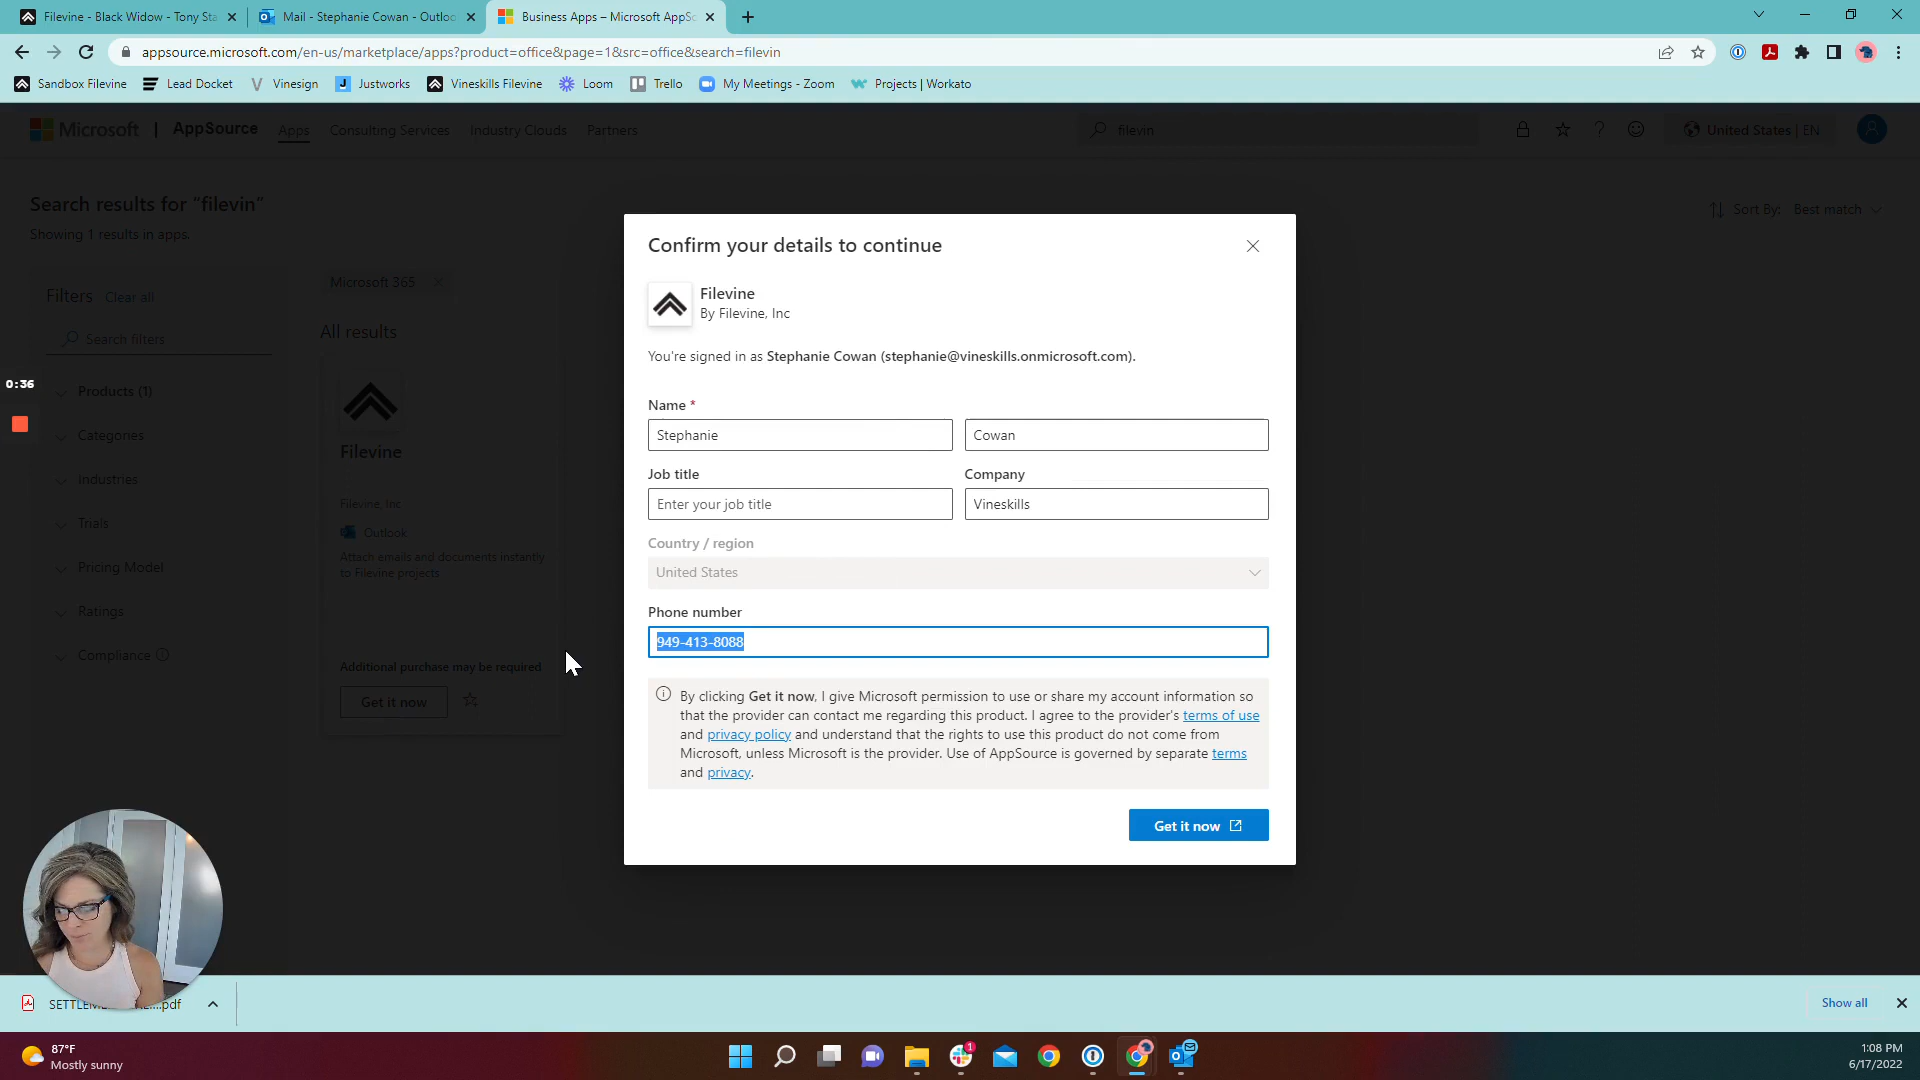 Filevine - Black Widow - Tony Sta
Mail - Stephanie Cowan - Outloo
Business Apps – Microsoft AppSo
appsource.microsoft.com/en-us/marketplace/apps?product=office&page=1&src=office&search=filevin
Sandbox Filevine
Lead Docket
Vinesign
Justworks
Vineskills Filevine
Loom
Trello
My Meetings - Zoom
Projects | Workato
Microsoft | AppSource
Apps
Consulting Services
Industry Clouds
Partners
filevin
United States | EN
Search results for "filevin"
Showing 1 results in apps.
Sort By: Best match
Filters
Clear all
Search filters
Products (1)
Categories
Industries
Trials
Pricing Model
Ratings
Compliance
Microsoft 365
All results
Filevine
Filevine, Inc
Outlook
Attach emails and documents instantly
to Filevine projects
Additional purchase may be required
Get it now
0:36
Confirm your details to continue
Filevine
By Filevine, Inc
You're signed in as Stephanie Cowan (stephanie@vineskills.onmicrosoft.com).
Name *
Stephanie
Cowan
Job title
Company
Enter your job title
Vineskills
Country / region
United States
Phone number
949-413-8088
By clicking Get it now, I give Microsoft permission to use or share my account information so
that the provider can contact me regarding this product. I agree to the provider's terms of use
and privacy policy and understand that the rights to use this product do not come from
Microsoft, unless Microsoft is the provider. Use of AppSource is governed by separate terms
and privacy.
Get it now
.pdf
Show all
87°F
Mostly sunny
1
1:08 PM
6/17/2022